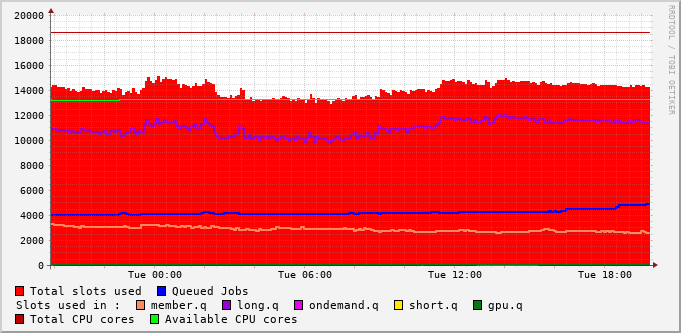 20000
18000
16000
14000
12000
10000
8000
6000
4000
2000
0
Tue 00:00 Tue 06:00 Tue 12:00 Tue 18:00
RRDTOOL / TOBI OETIKER
Total slots used Queued Jobs
Slots used in : member.q long.q ondemand.q short.q gpu.q
Total CPU cores Available CPU cores